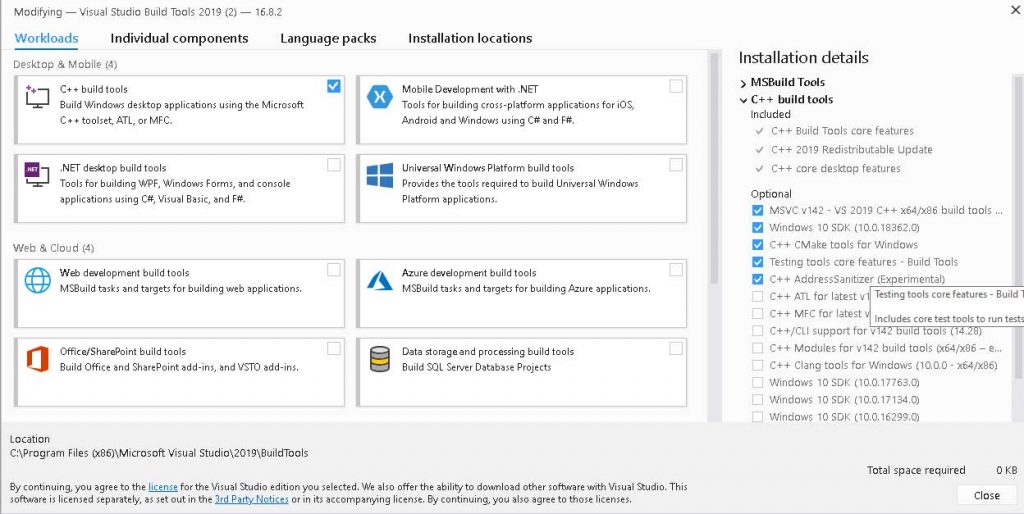 Modifying — Visual Studio Build Tools 2019 (2) — 16.8.2
Workloads
Individual components
Language packs
Installation locations
Desktop & Mobile (4)
C++ build tools
Build Windows desktop applications using the Microsoft
C++ toolset, ATL, or MFC.
Mobile Development with .NET
Tools for building cross-platform applications for iOS,
Android and Windows using C# and F#.
.NET
.NET desktop build tools
Tools for building WPF, Windows Forms, and console
applications using C#, Visual Basic, and F#.
Universal Windows Platform build tools
Provides the tools required to build Universal Windows
Platform applications.
Web & Cloud (4)
Web development build tools
MSBuild tasks and targets for building web applications.
Azure development build tools
MSBuild tasks and targets for building Azure applications.
Office/SharePoint build tools
Build Office and SharePoint add-ins, and VSTO add-ins.
Data storage and processing build tools
Build SQL Server Database Projects
Installation details
MSBuild Tools
C++ build tools
Included
C++ Build Tools core features
C++ 2019 Redistributable Update
C++ core desktop features
Optional
MSVC v142 - VS 2019 C++ x64/x86 build tools ...
Windows 10 SDK (10.0.18362.0)
C++ CMake tools for Windows
Testing tools core features - Build Tools
C++ AddressSanitizer (Experimental)
C++ ATL for latest v1
Testing tools core features - Build T
C++ MFC for latest v
Includes core test tools to run tests
C++/CLI support for v142 build tools (14.28)
C++ Modules for v142 build tools (x64/x86 – e...
C++ Clang tools for Windows (10.0.0 - x64/x86)
Windows 10 SDK (10.0.17763.0)
Windows 10 SDK (10.0.17134.0)
Windows 10 SDK (10.0.16299.0)
Location
C:\Program Files (x86)\Microsoft Visual Studio\2019\BuildTools
Total space required 0 KB
By continuing, you agree to the license for the Visual Studio edition you selected. We also offer the ability to download other software with Visual Studio. This
software is licensed separately, as set out in the 3rd Party Notices or in its accompanying license. By continuing, you also agree to those licenses.
Close